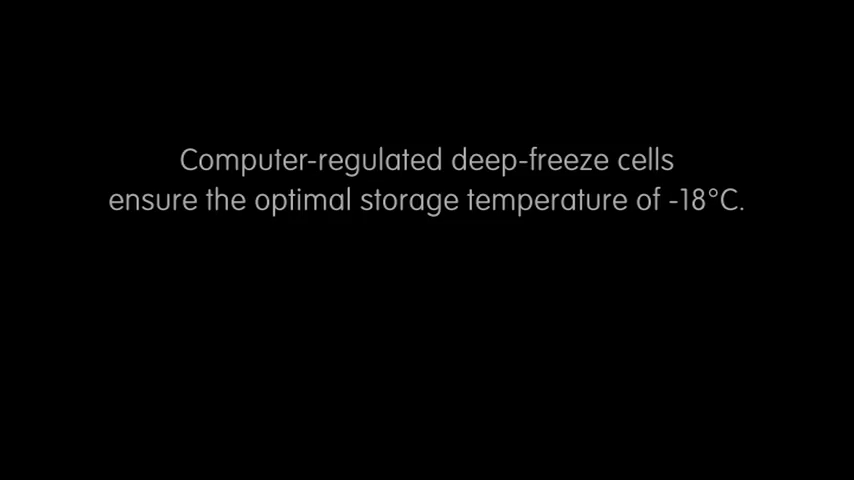 Computer-regulated deep-freeze cells
ensure the optimal storage temperature of -18°C.